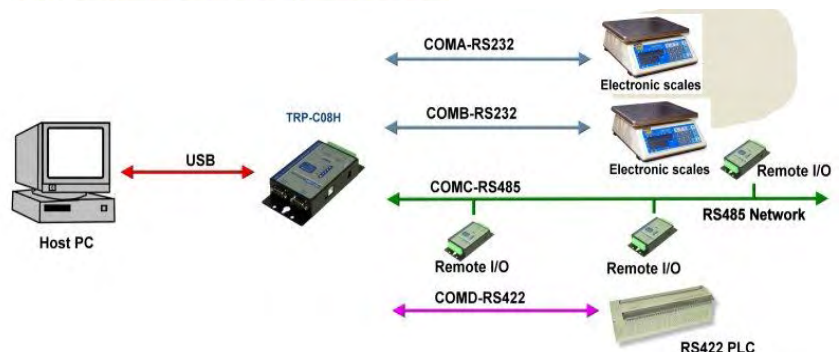 COMA-RS232
Electronic scales
TRP-C08H
COMB-RS232
USB
Electronic scales
Remote I/O
COMC-RS485
RS485 Network
Host PC
Remote I/O
Remote I/O
COMD-RS422
RS422 PLC